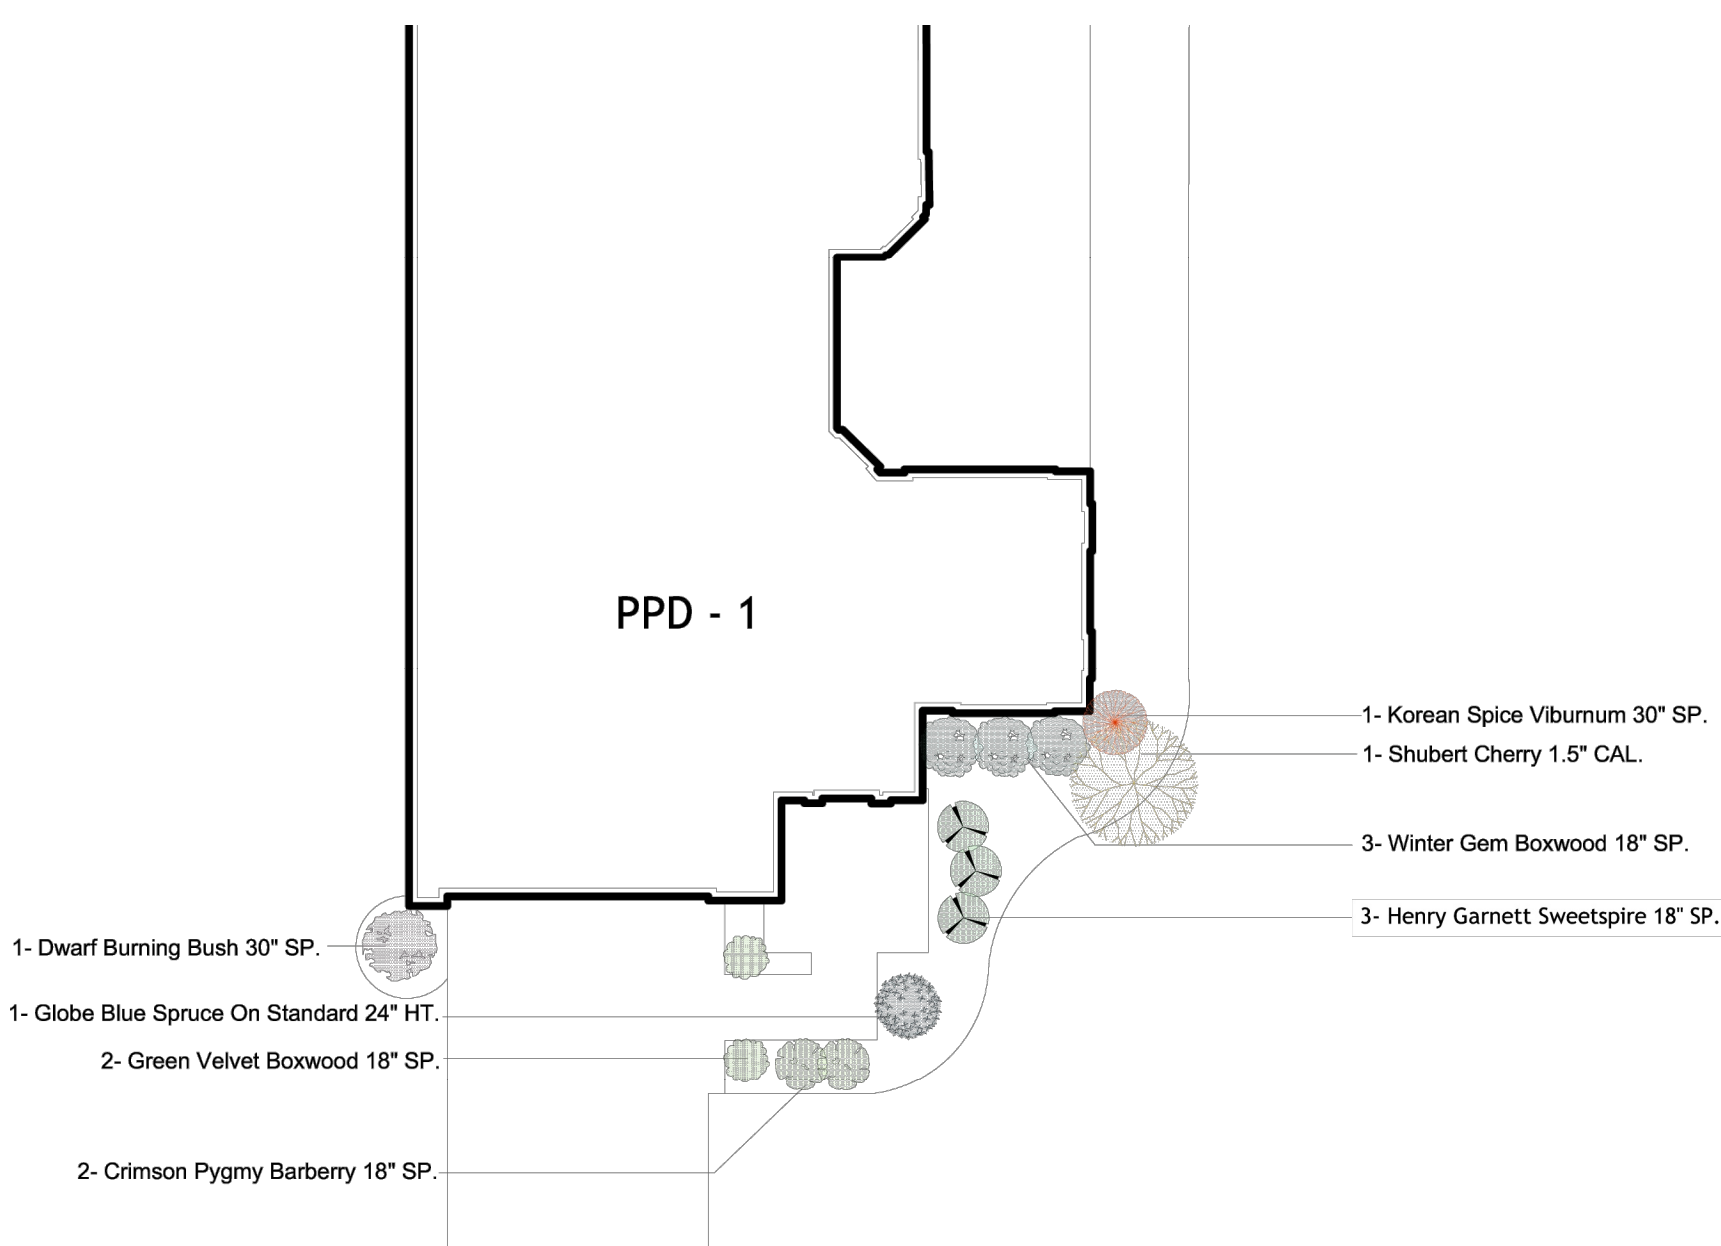 PPD - 1
1- Korean Spice Viburnum 30" SP.
1- Shubert Cherry 1.5" CAL.
3- Winter Gem Boxwood 18" SP.
3- Henry Garnett Sweetspire 18" SP.
1- Dwarf Burning Bush 30" SP.
1- Globe Blue Spruce On Standard 24" HT.
2- Green Velvet Boxwood 18" SP.
2- Crimson Pygmy Barberry 18" SP.